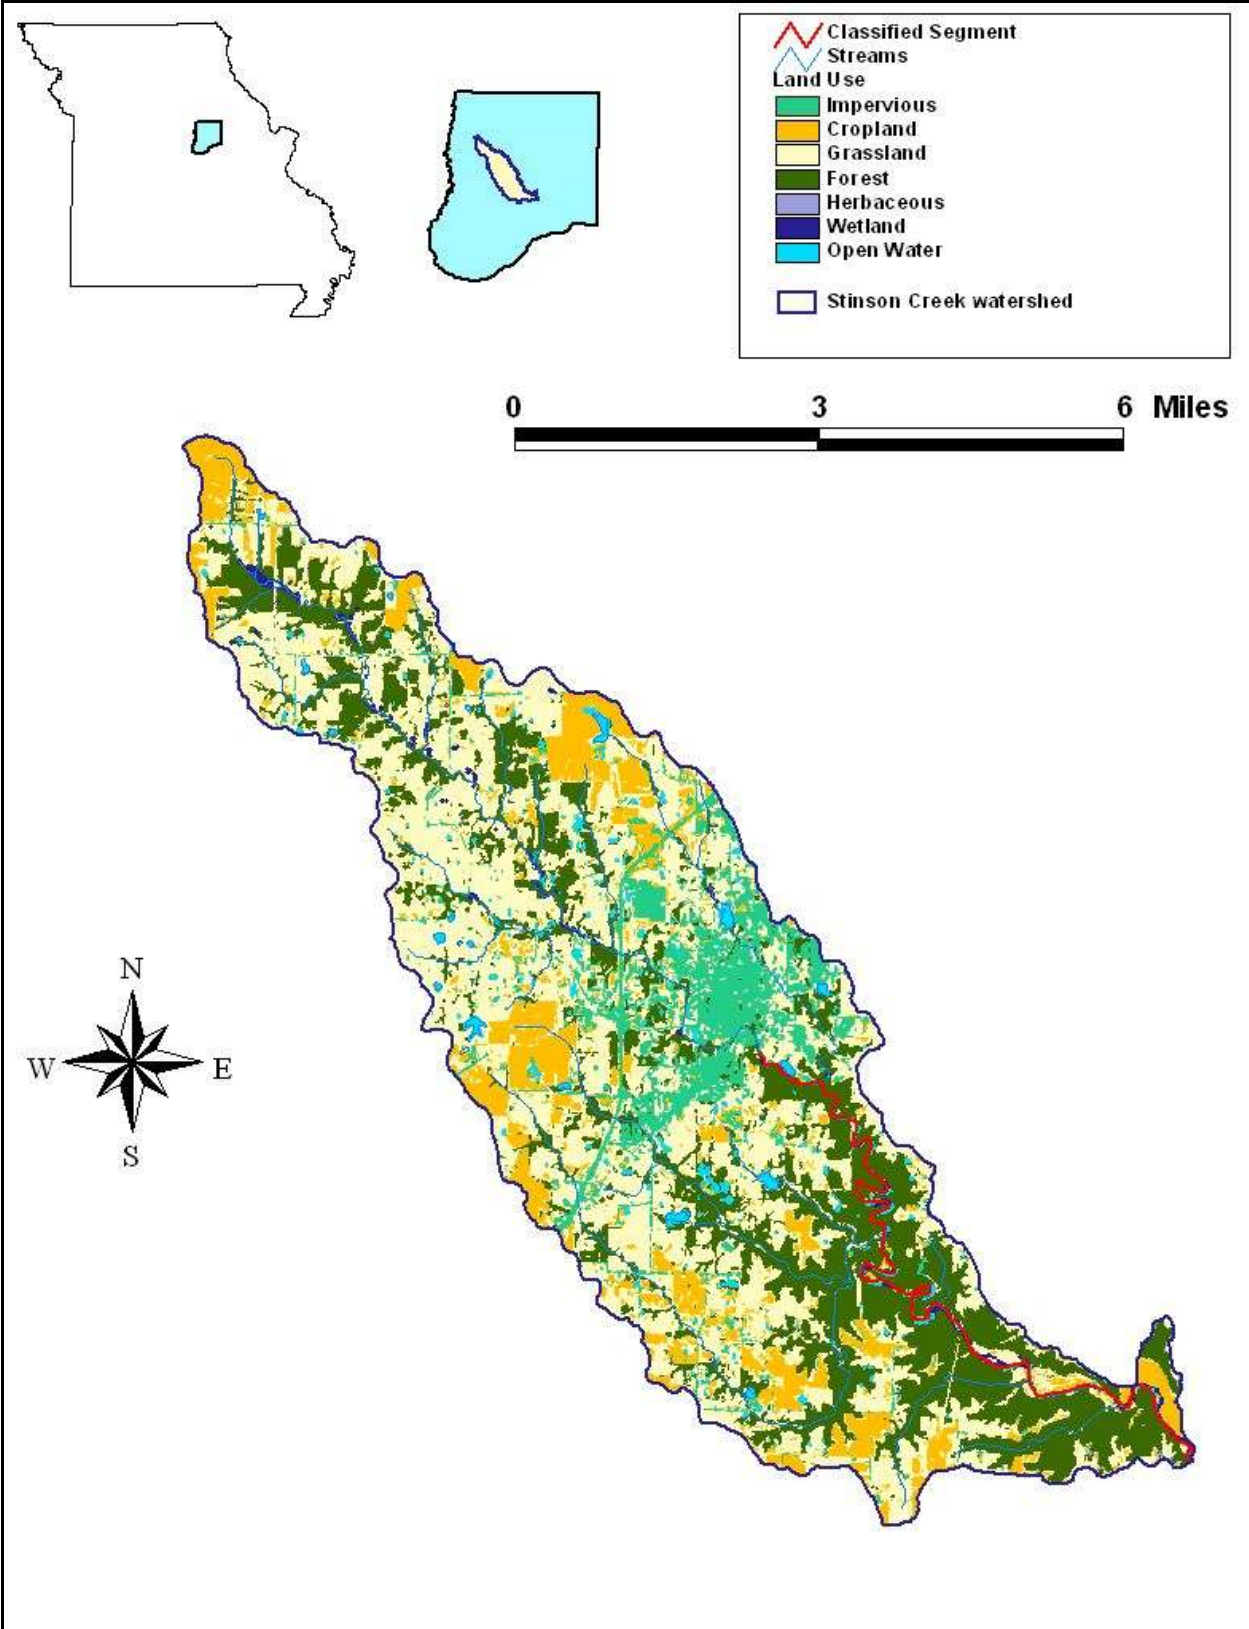 Classified Segment
Streams
Land Use
Impervious
Cropland
Grassland
Forest
Herbaceous
Wetland
Open Water
Stinson Creek watershed
0 3 6 Miles
N
W E
S